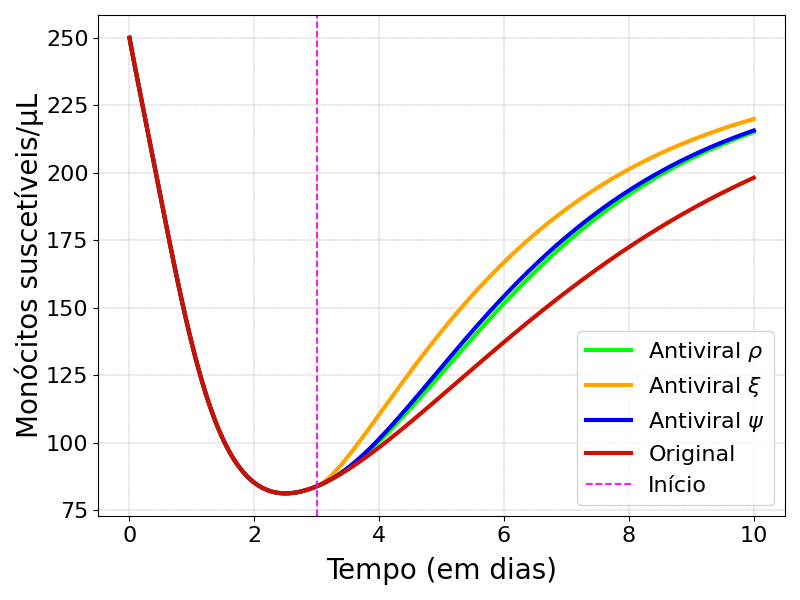 Monócitos suscetíveis/μL
250
225
200
175
150
125
100
75
0 2 4 6 8 10
Tempo (em dias)
Antiviral ρ
Antiviral ξ
Antiviral ψ
Original
Início